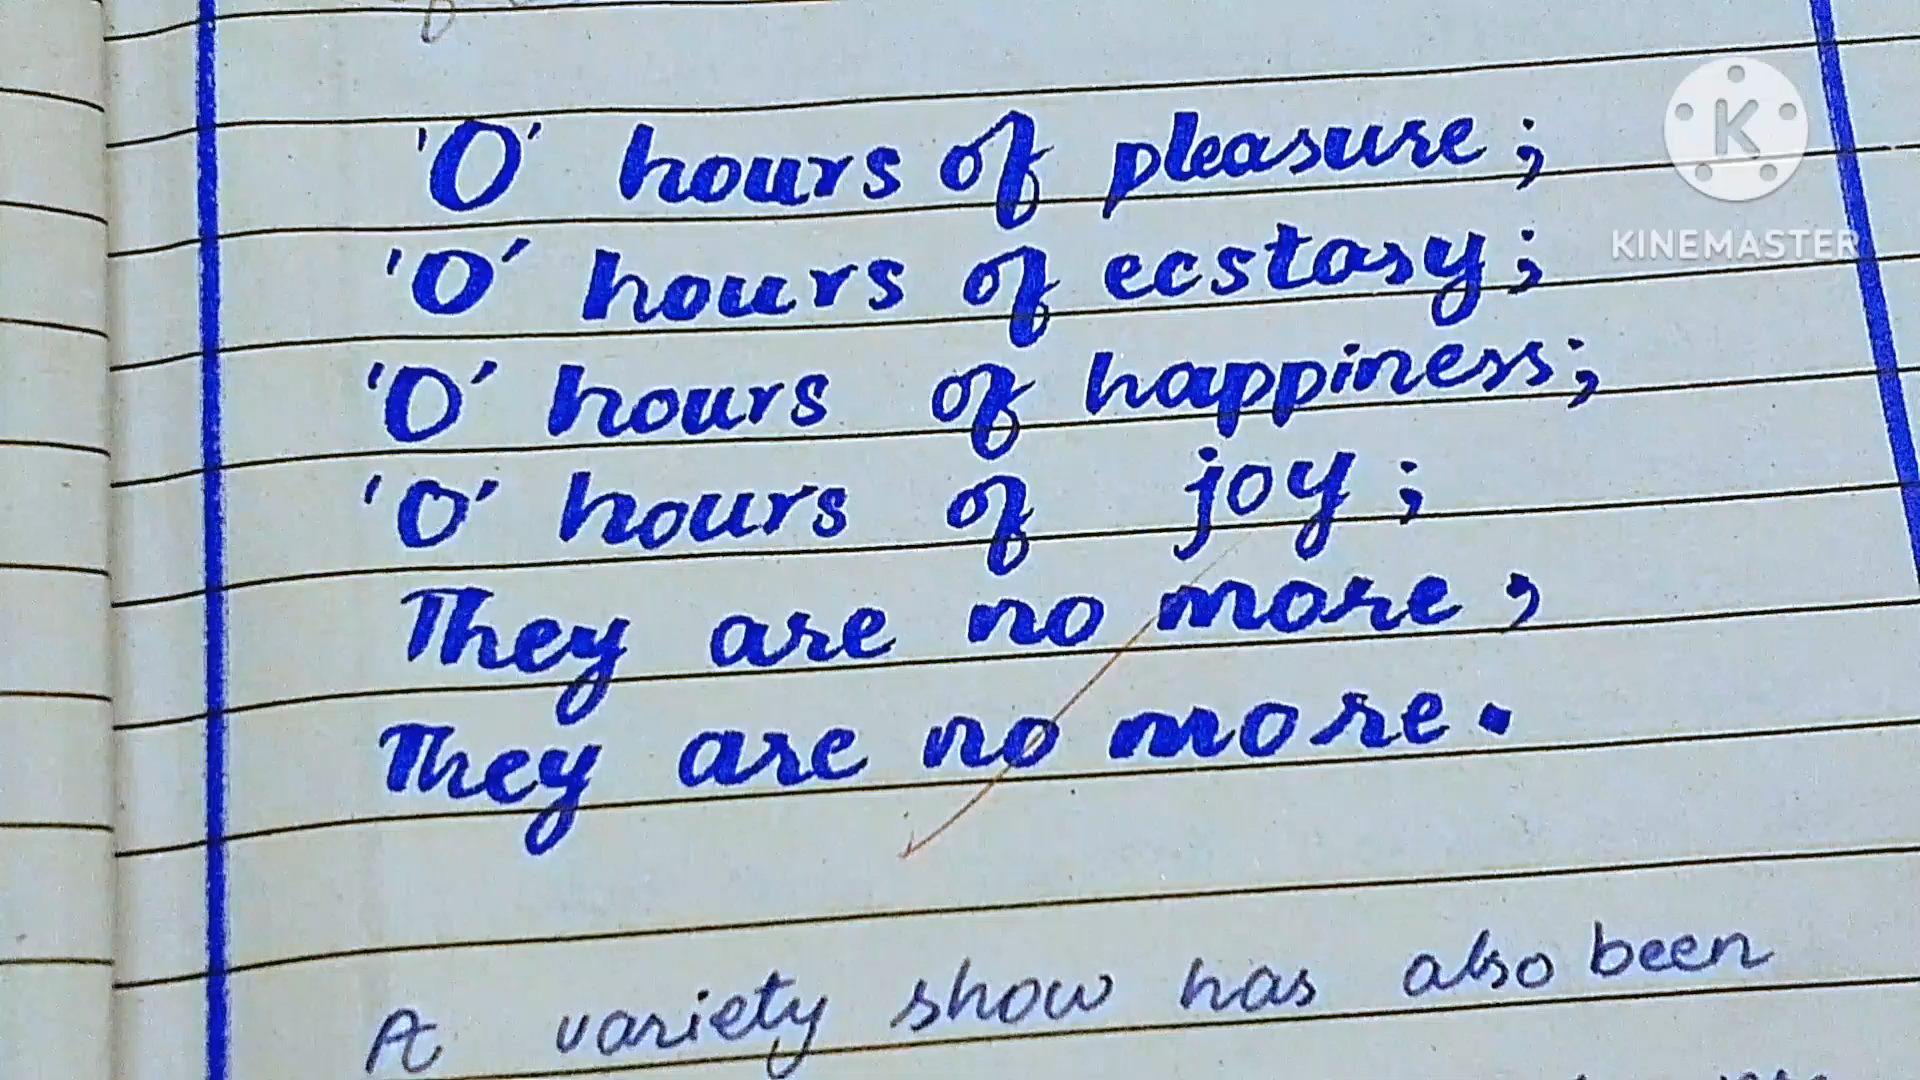 'O' hours of pleasure;
'O' hours of ecstasy;
'O' hours of happiness;
'O' hours of joy;
They are no more,
They are no more.
A variety show has also been
K
KINEMASTER